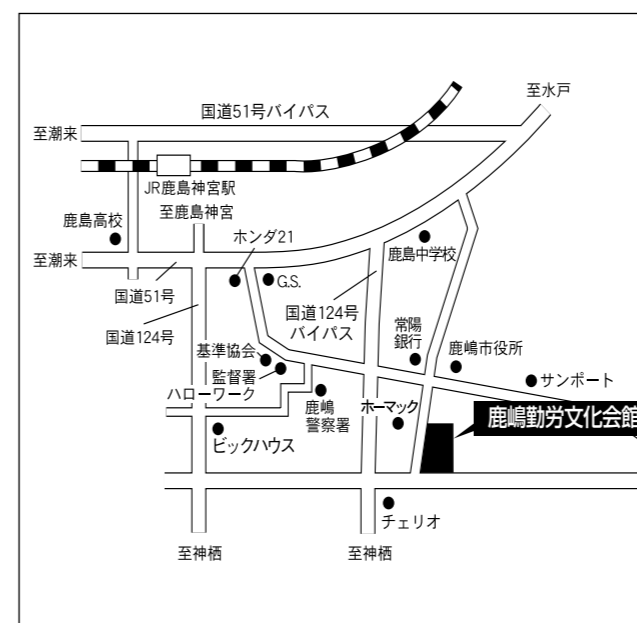 至水戸
国道51号バイパス
至潮来
JR鹿島神宮駅
至鹿島神宮
鹿島高校
ホンダ21
鹿島中学校
至潮来
G.S.
国道51号
国道124号
バイパス
国道124号
常陽
銀行
基準協会
鹿嶋市役所
監督署
サンポート
ハローワーク
鹿嶋
警察署
ホーマック
鹿嶋勤労文化会館
ビックハウス
チェリオ
至神栖
至神栖